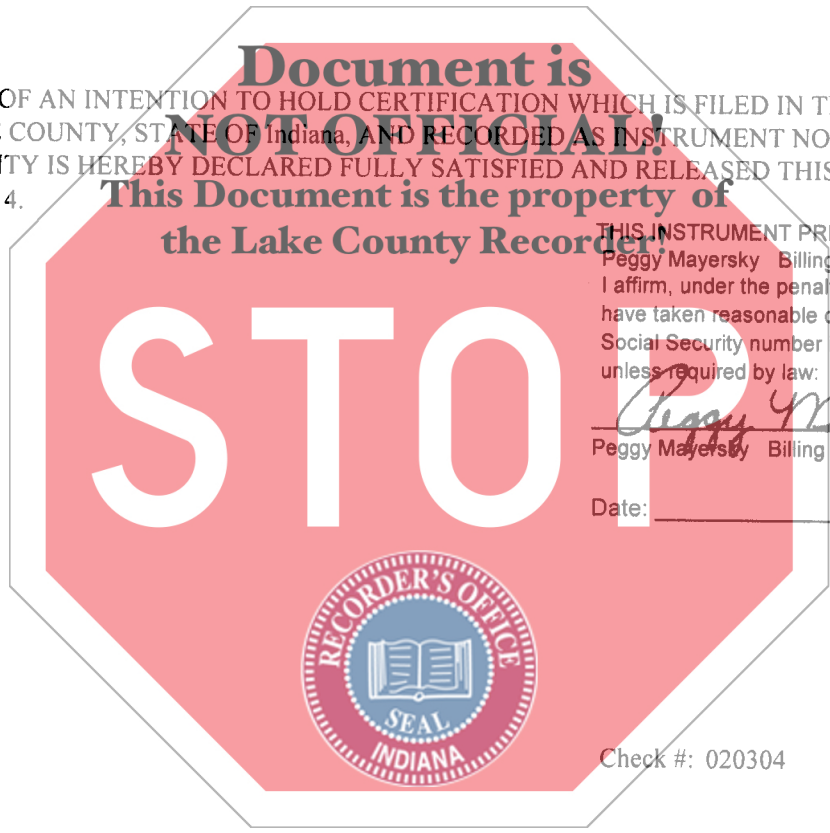 Document is
OF AN INTENTION TO HOLD CERTIFICATION WHICH IS FILED IN
NOT OFFICIAL!
COUNTY, STATE OF Indiana, AND RECORDED AS INSTRUMENT NO
IS HEREBY DECLARED FULLY SATISFIED AND RELEASED THIS
4.
This Document is the property of
the Lake County Recorder!
THIS INSTRUMENT
Peggy Mayersky Billing
I affirm, under the
have taken reasonable
Social Security number
unless required by law:
STOP
Peggy
Peggy Mayersky Billing
Date:
RECORDER'S OFFICE
SEAL
INDIANA
Check #: 020304